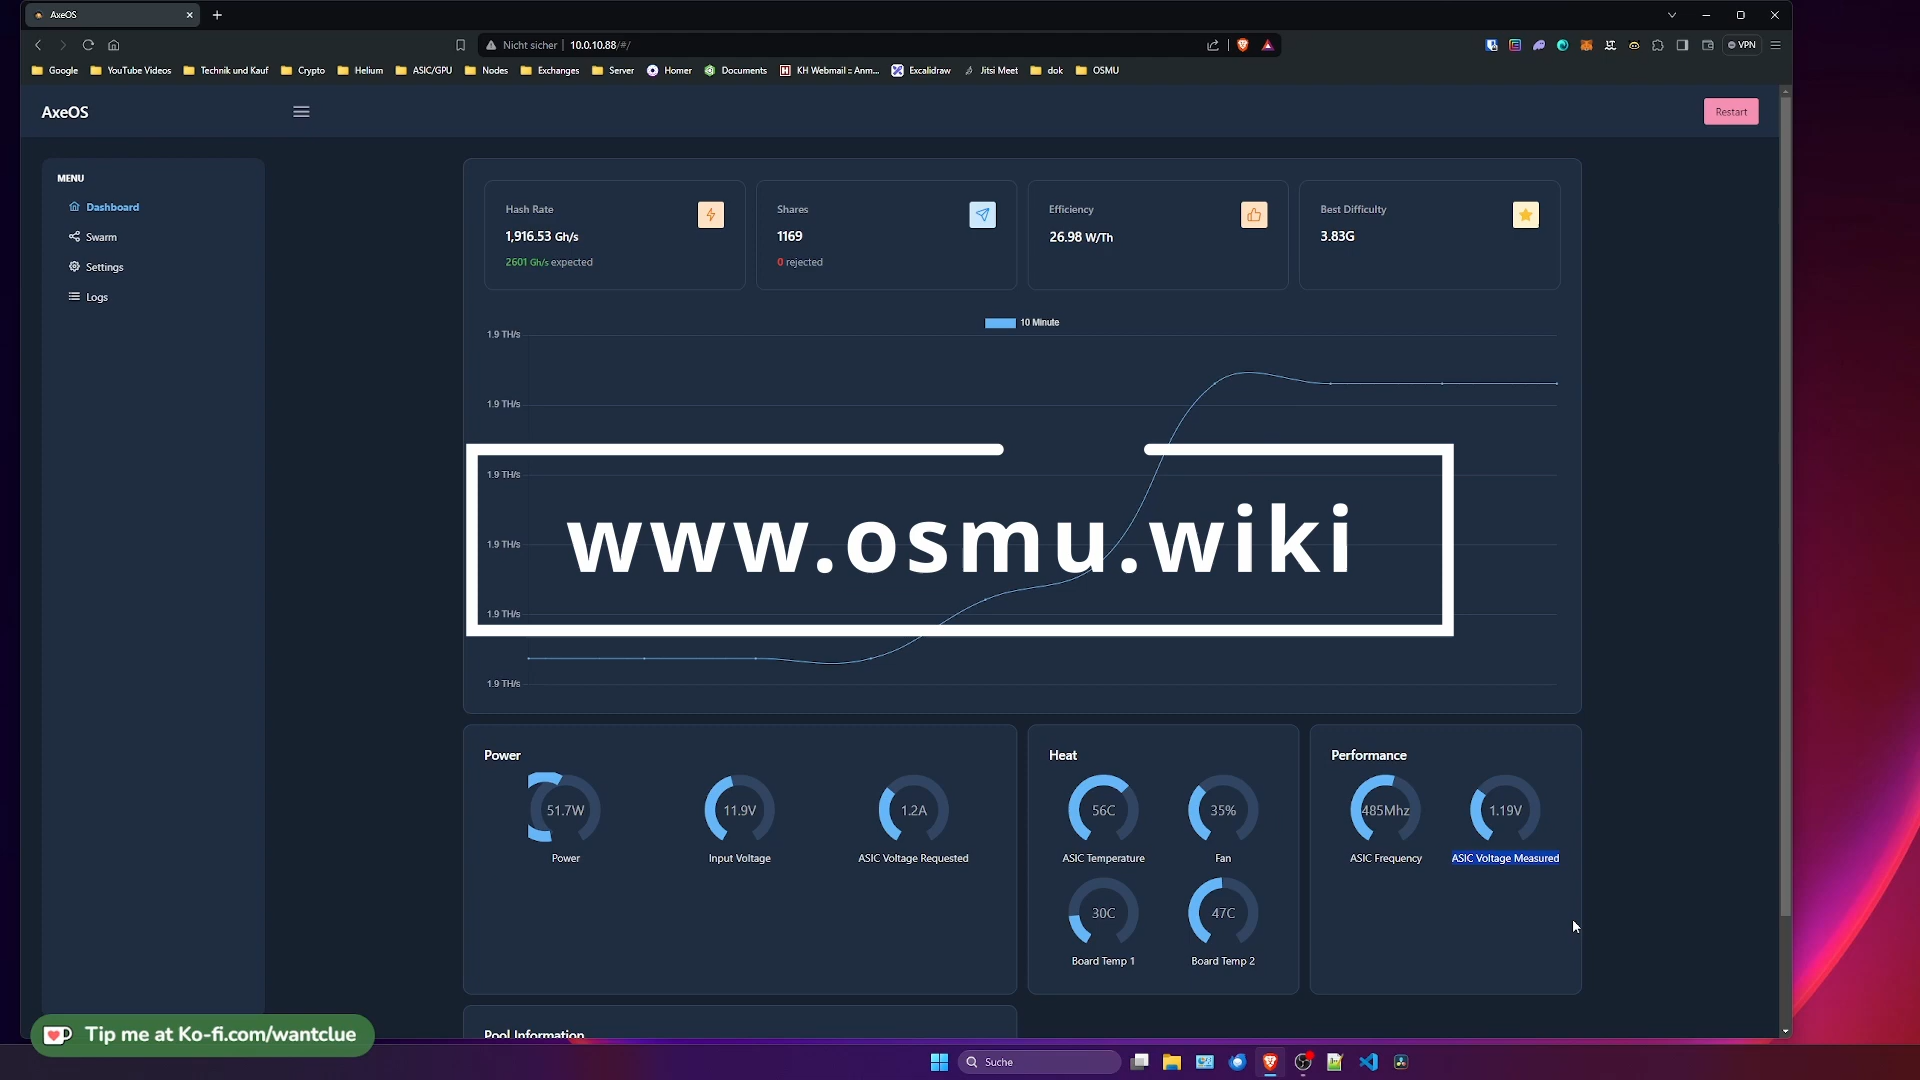 AxeOS
Nicht sicher 10.0.10.88/#/
VPN
Google YouTube Videos Technik und Kauf Crypto Helium ASIC/GPU Nodes Exchanges Server Homer Documents KH Webmail :: Anm... Excalidraw Jitsi Meet dok OSMU
AxeOS
Restart
MENU
Dashboard
Swarm
Settings
Logs
Hash Rate
1,916.53 Gh/s
2601 Gh/s expected
Shares
1169
0 rejected
Efficiency
26.98 W/Th
Best Difficulty
3.83G
10 Minute
1.9 TH/s
1.9 TH/s
1.9 TH/s
1.9 TH/s
1.9 TH/s
1.9 TH/s
www.osmu.wiki
Power
51.7W
Power
11.9V
Input Voltage
1.2A
ASIC Voltage Requested
Heat
56C
ASIC Temperature
35%
Fan
30C
Board Temp 1
47C
Board Temp 2
Performance
485Mhz
ASIC Frequency
1.19V
ASIC Voltage Measured
Pool Information
Tip me at Ko-fi.com/wantclue
Suche